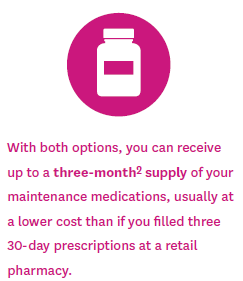 With both options, you can receive
up to a three-month² supply of your
maintenance medications, usually at
a lower cost than if you filled three
30-day prescriptions at a retail
pharmacy.